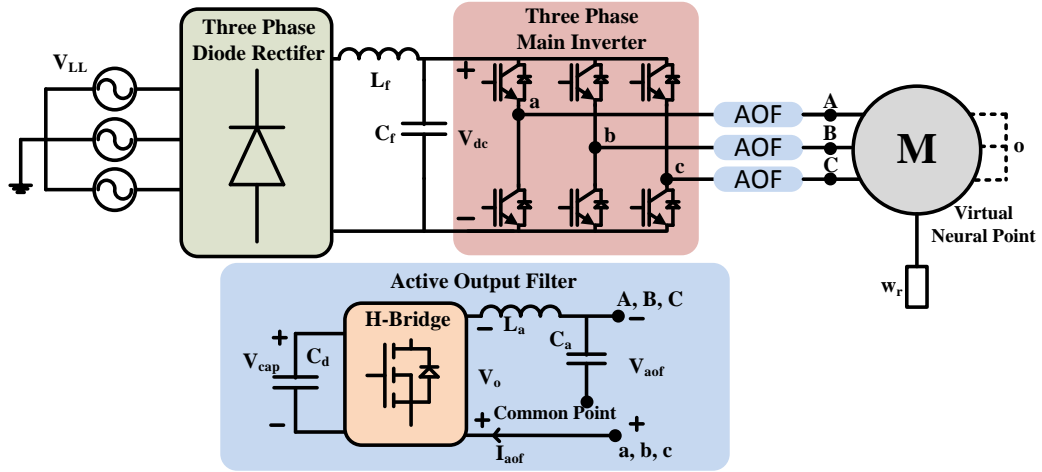 Three Phase
Diode Rectifer
V_LL
L_f
C_f
V_dc
Three Phase
Main Inverter
a
b
c
AOF
AOF
AOF
A
B
C
M
o
Virtual
Neural Point
w_r
Active Output Filter
H-Bridge
V_cap
C_d
V_o
L_a
C_a
A, B, C
V_aof
Common Point
I_aof
a, b, c